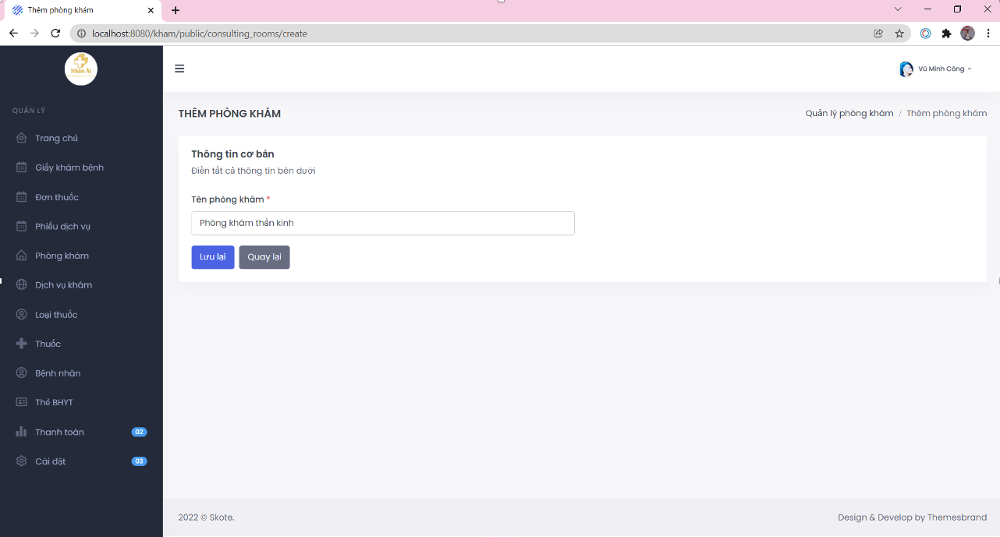 Thêm phòng khám
localhost:8080/kham/public/consulting_rooms/create
Nhân Ái
Vũ Minh Công
QUẢN LÝ
Trang chủ
Giấy khám bệnh
Đơn thuốc
Phiếu dịch vụ
Phòng khám
Dịch vụ khám
Loại thuốc
Thuốc
Bệnh nhân
Thẻ BHYT
Thanh toán 02
Cài đặt 03
THÊM PHÒNG KHÁM
Quản lý phòng khám / Thêm phòng khám
Thông tin cơ bản
Điền tất cả thông tin bên dưới
Tên phòng khám *
Phòng khám thần kinh
Lưu lại
Quay lại
2022 © Skote.
Design & Develop by Themesbrand